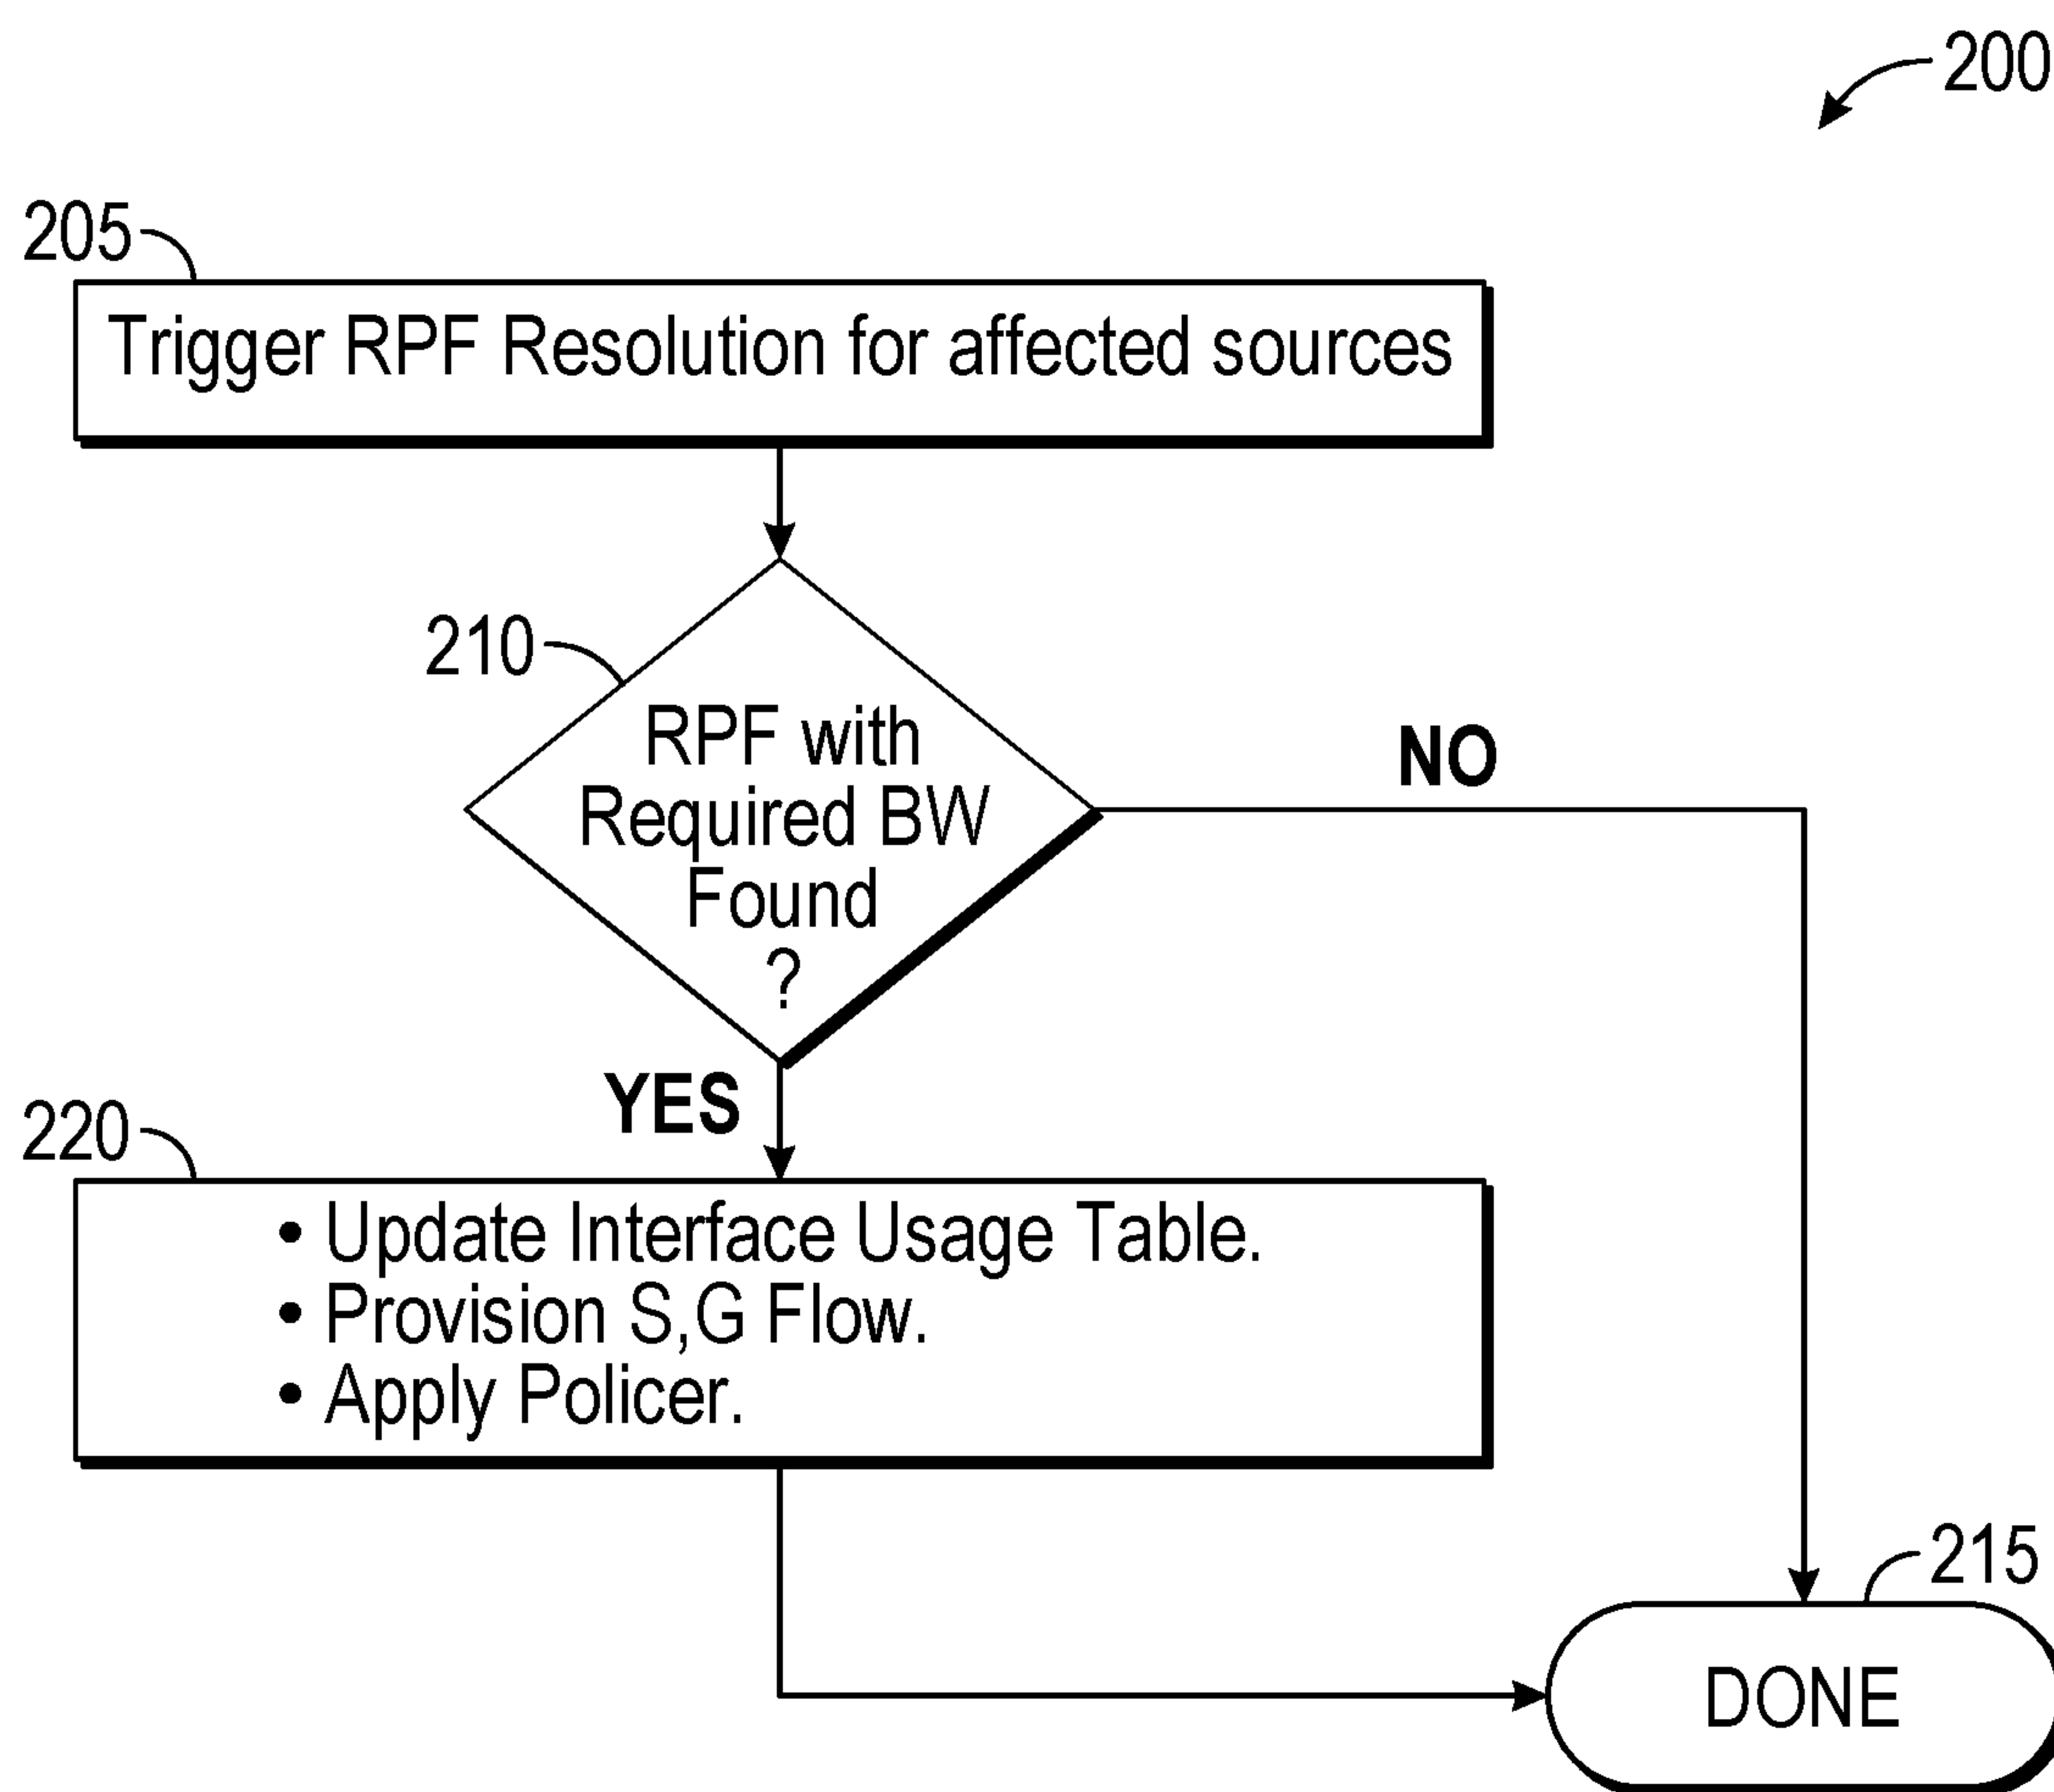 200
205
Trigger RPF Resolution for affected sources
210
RPF with
Required BW
Found
?
NO
YES
220
• Update Interface Usage Table.
• Provision S,G Flow.
• Apply Policer.
215
DONE